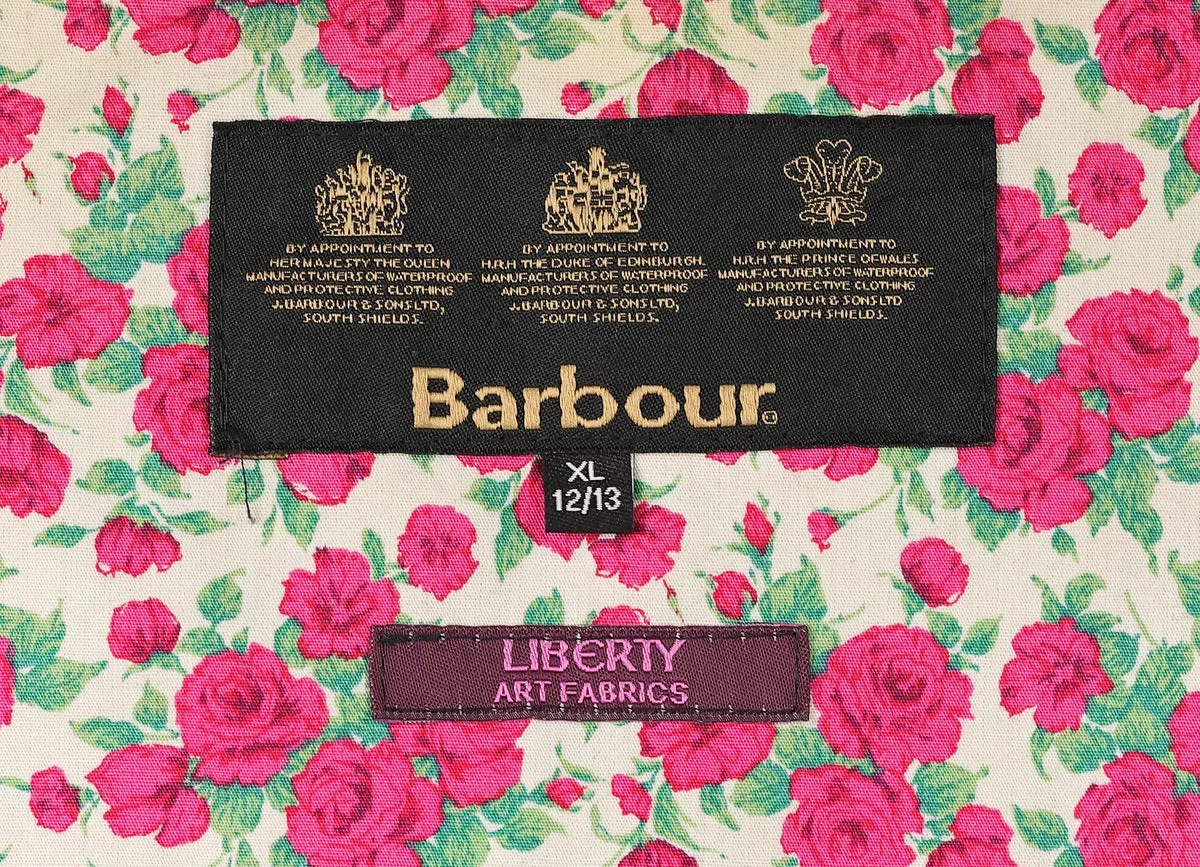 BY APPOINTMENT TO
HER MAJESTY THE QUEEN
MANUFACTURERS OF WATERPROOF
AND PROTECTIVE CLOTHING
J.BARBOUR & SONS LTD,
SOUTH SHIELDS.
BY APPOINTMENT TO
H.R.H THE DUKE OF EDINBURGH.
MANUFACTURERS OF WATERPROOF
AND PROTECTIVE CLOTHING
J.BARBOUR & SONS LTD,
SOUTH SHIELDS.
BY APPOINTMENT TO
H.R.H THE PRINCE OF WALES
MANUFACTURERS OF WATERPROOF
AND PROTECTIVE CLOTHING
J.BARBOUR & SONS LTD
SOUTH SHIELDS.
Barbour
XL
12/13
LIBERTY
ART FABRICS